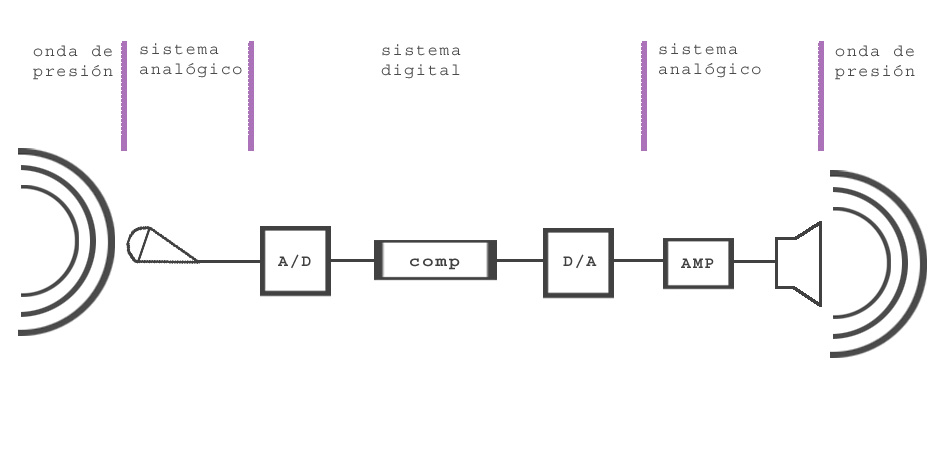 onda de
presión
sistema
analógico
sistema
digital
sistema
analógico
onda de
presión
A/D
comp
D/A
AMP